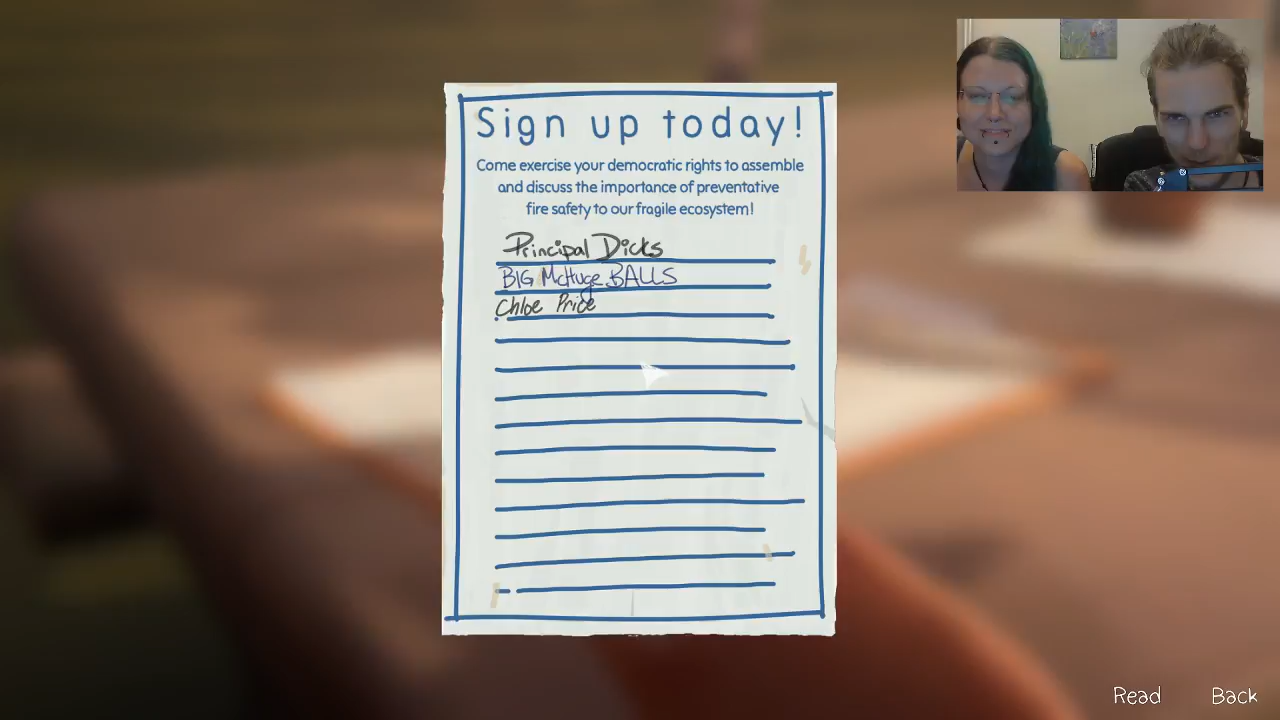 Sign up today!
Come exercise your democratic rights to assemble
and discuss the importance of preventative
fire safety to our fragile ecosystem!
Principal Dicks
BIG McHuge BALLS
Chloe Price
Read Back